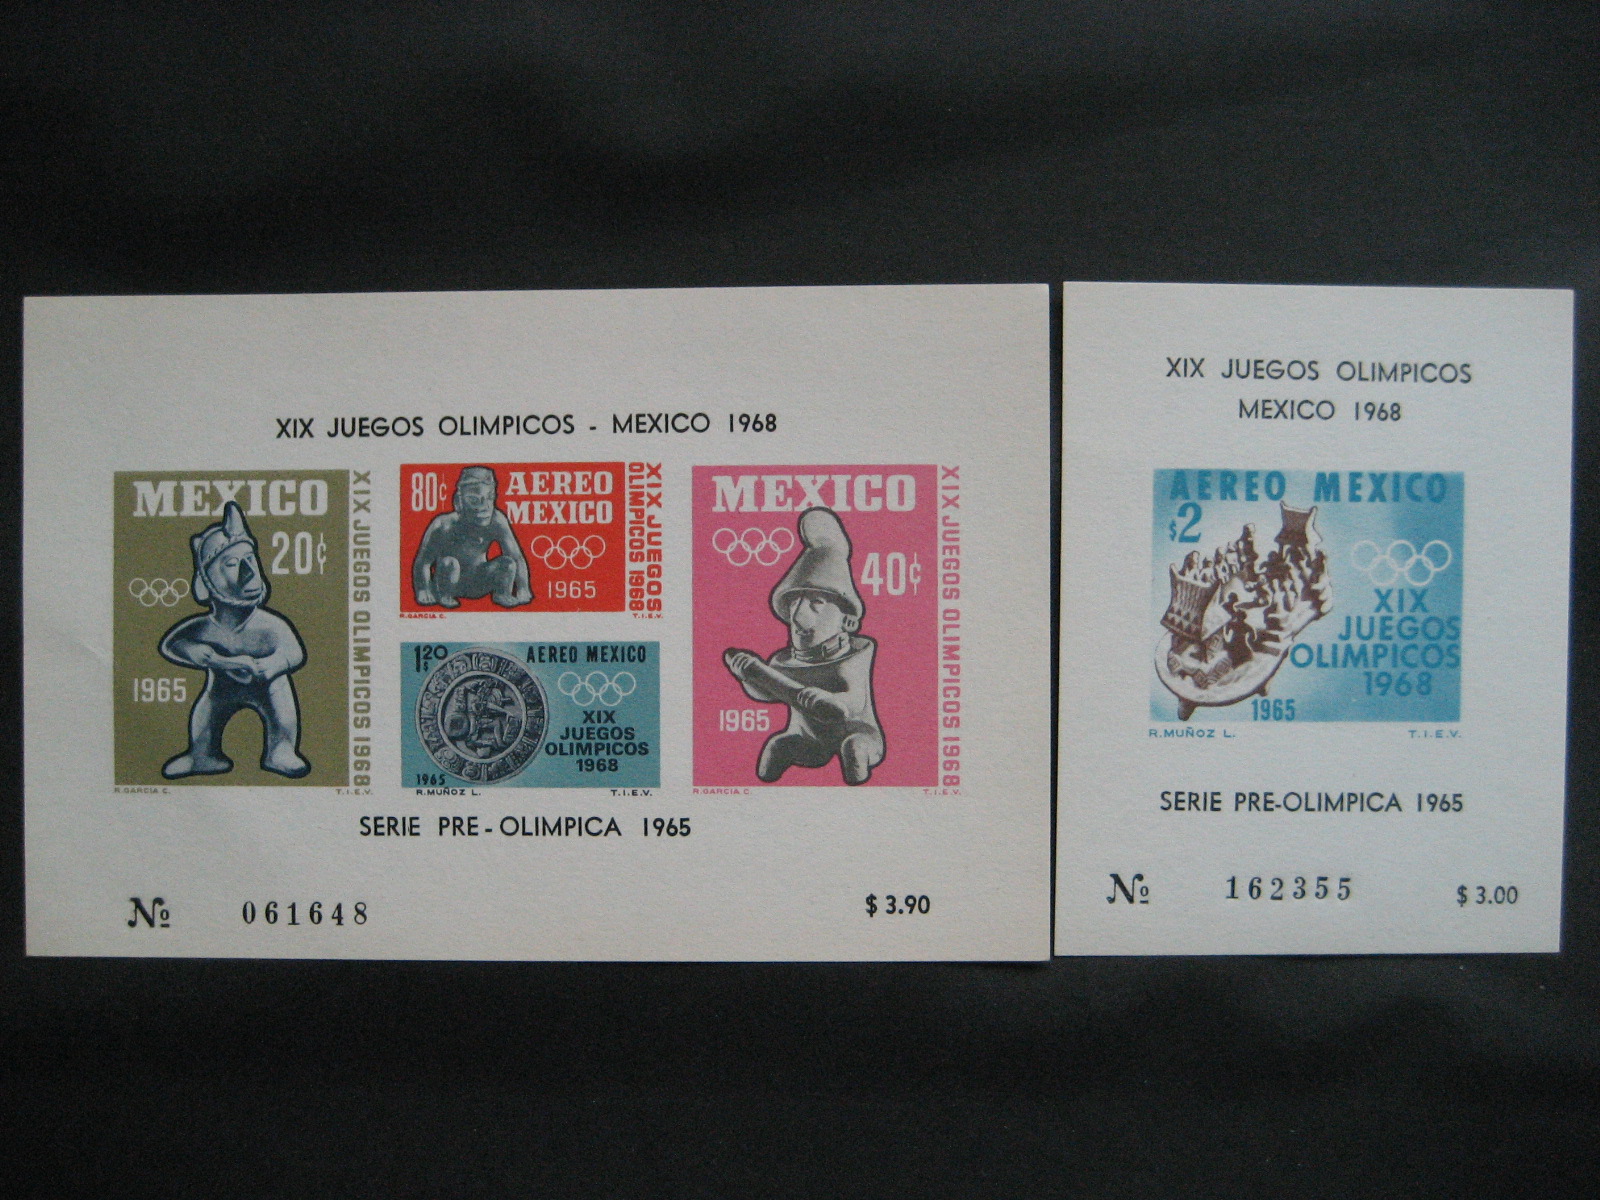 XIX JUEGOS OLIMPICOS - MEXICO 1968
MEXICO
20¢
1965
XIX JUEGOS OLIMPICOS 1968
R.GARCIA C.
T.I.E.V.
80¢
AEREO
MEXICO
1965
XIX JUEGOS
OLIMPICOS 1968
R.GARCIA C.
T.I.E.V.
$1.20
AEREO MEXICO
XIX
JUEGOS
OLIMPICOS
1968
1965
R.MUÑOZ L.
T.I.E.V.
MEXICO
40¢
1965
XIX JUEGOS OLIMPICOS 1968
R.GARCIA C.
T.I.E.V.
SERIE PRE-OLIMPICA 1965
Nº 061648
$ 3.90
XIX JUEGOS OLIMPICOS
MEXICO 1968
AEREO MEXICO
$2
XIX
JUEGOS
OLIMPICOS
1968
1965
R.MUÑOZ L.
T.I.E.V.
SERIE PRE-OLIMPICA 1965
Nº 162355
$ 3.00